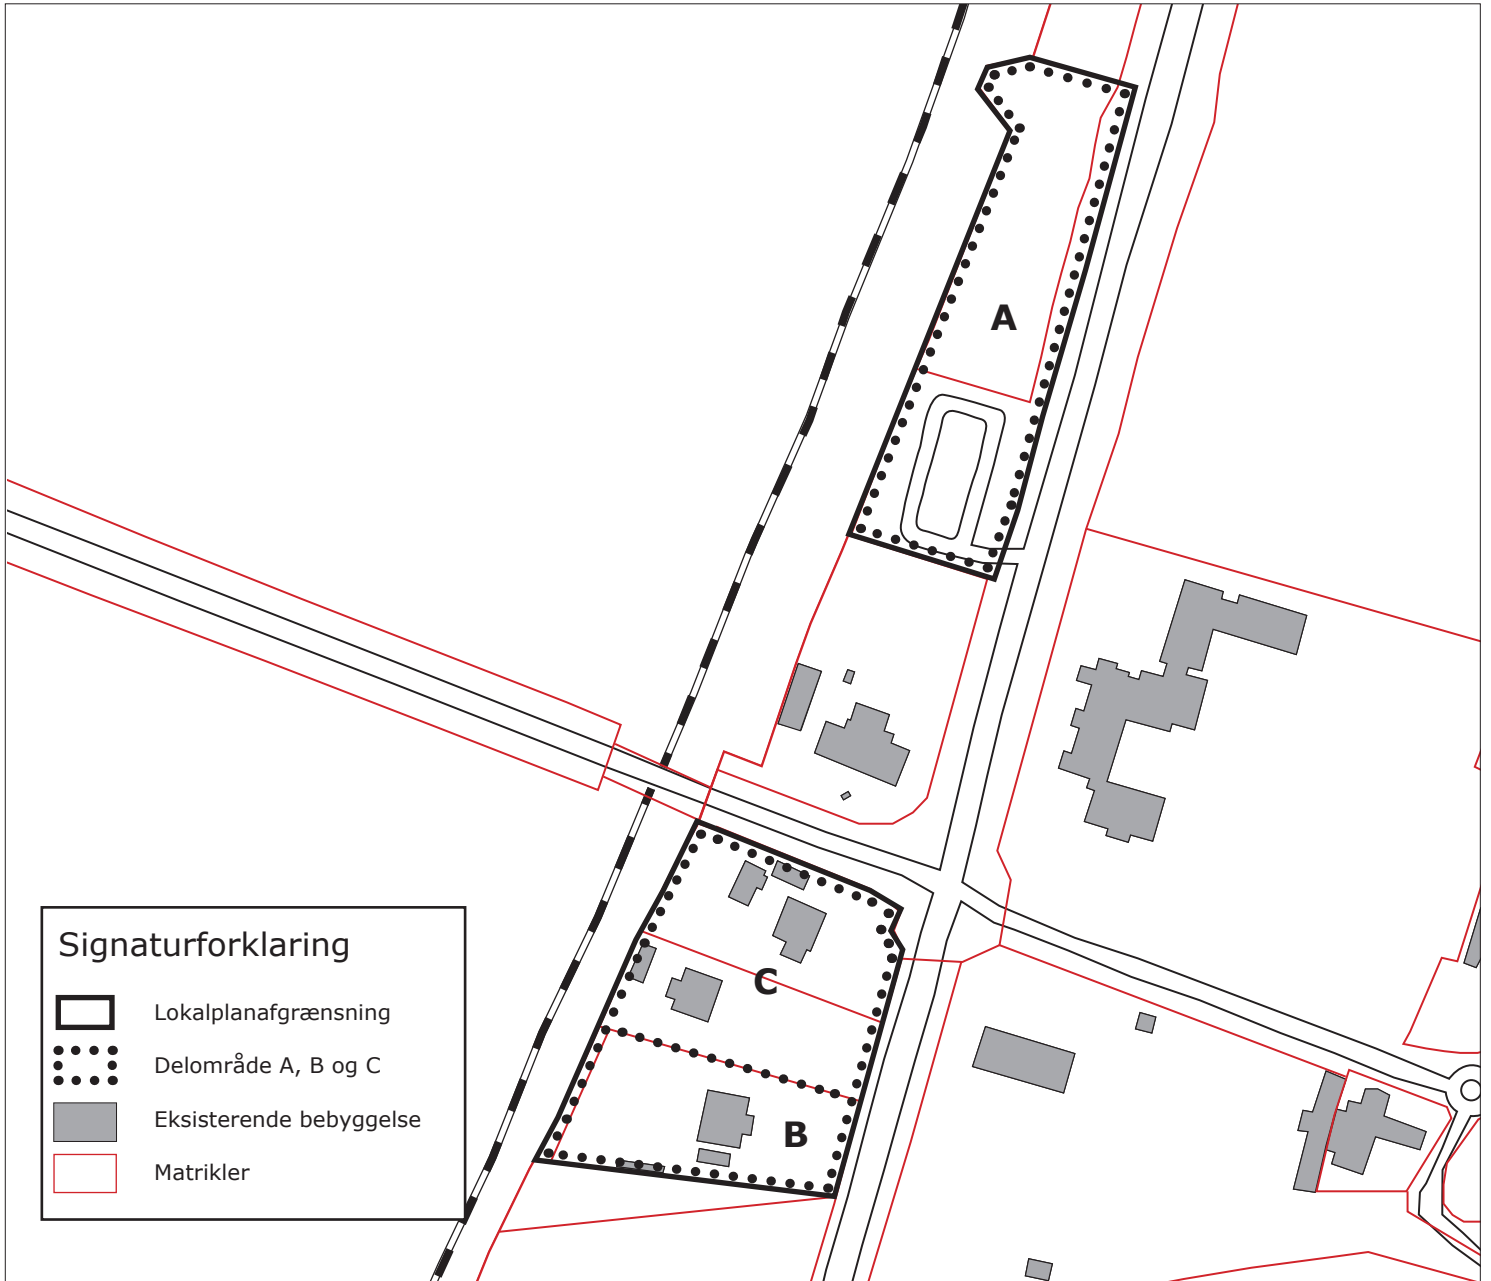 A
C
B
Signaturforklaring
Lokalplanafgrænsning
Delområde A, B og C
Eksisterende bebyggelse
Matrikler